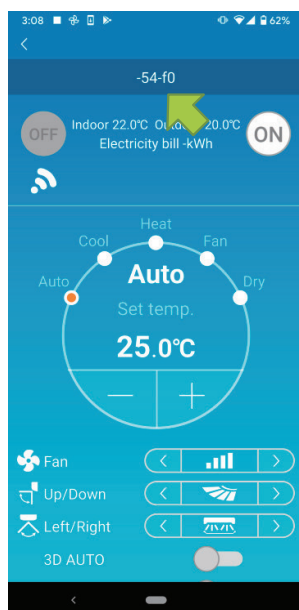 3:08 62%
-54-f0
OFF Indoor 22.0℃ 20.0℃ ON
Electricity bill -kWh
Heat
Cool Fan
Auto Auto Dry
Set temp.
25.0℃
Fan
Up/Down
Left/Right
3D AUTO